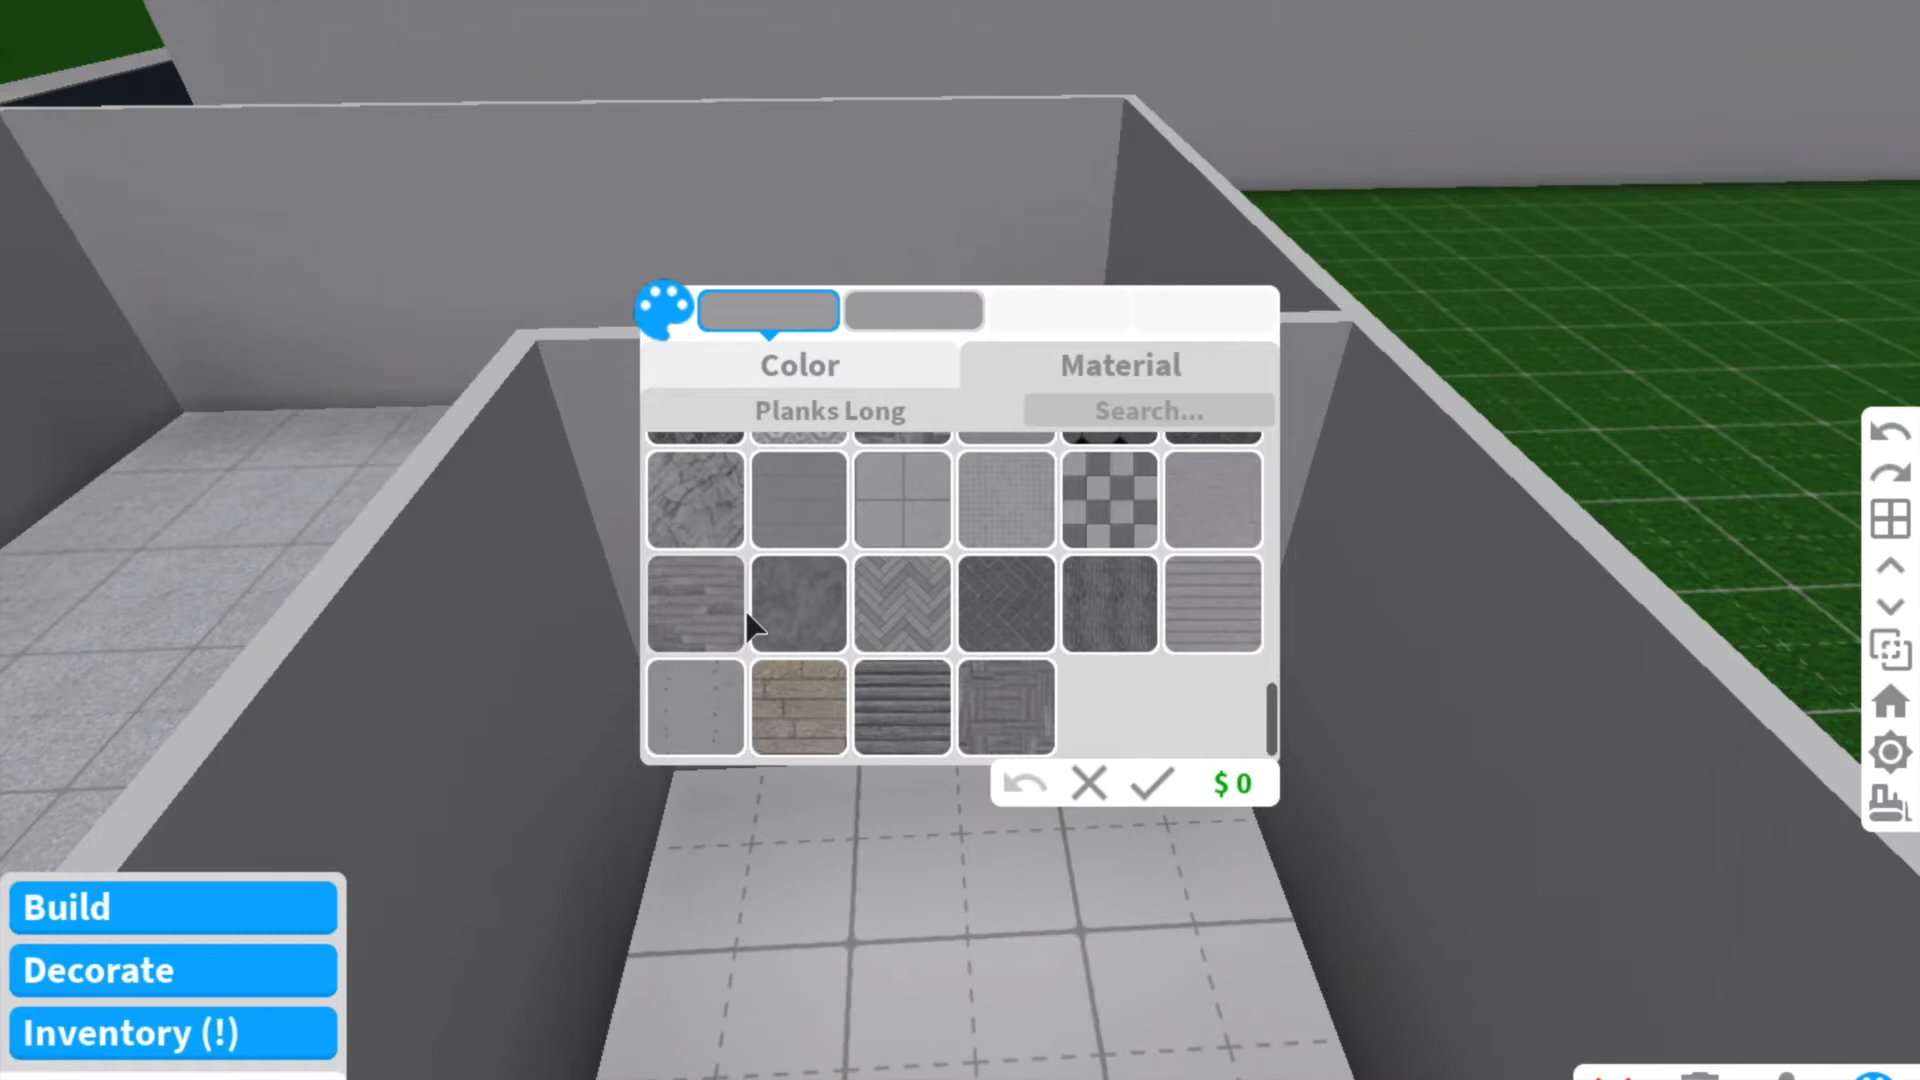 Color
Material
Planks Long
Search...
$ 0
Build
Decorate
Inventory (!)